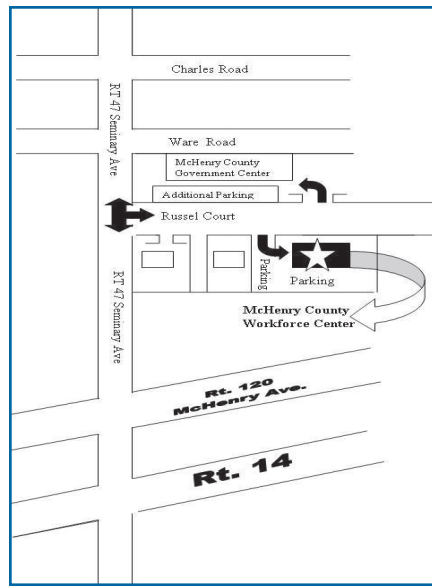 Charles Road
RT 47 Seminary Ave
Ware Road
McHenry County
Government Center
Additional Parking
Russel Court
Parking
Parking
RT 47 Seminary Ave
McHenry County
Workforce Center
Rt. 120
McHenry Ave.
Rt. 14